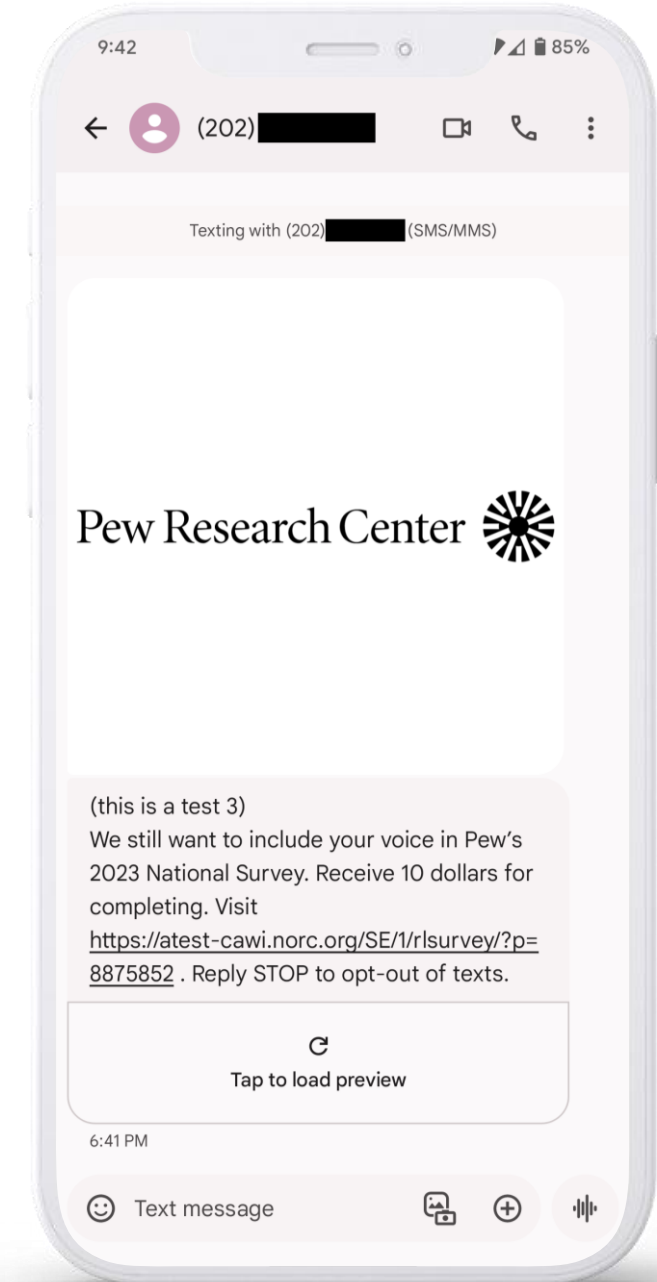 9:42
85%
(202)
Texting with (202) (SMS/MMS)
Pew Research Center
(this is a test 3)
We still want to include your voice in Pew's
2023 National Survey. Receive 10 dollars for
completing. Visit
https://atest-cawi.norc.org/SE/1/rlsurvey/?p=
8875852 . Reply STOP to opt-out of texts.
Tap to load preview
6:41 PM
Text message